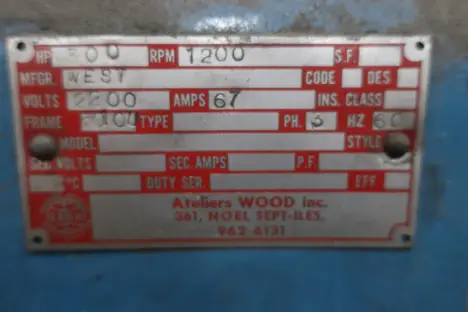 HP 300 RPM 1200 S.F.
MFGR. WEST CODE DES
VOLTS 2200 AMPS 67 INS. CLASS
FRAME TYPE PH. 3 HZ 60
MODEL STYLE
SEC. VOLTS SEC. AMPS P.F.
°C DUTY SER. EFF.
Ateliers WOOD Inc.
361, NOEL SEPT-ILES,
962-6131